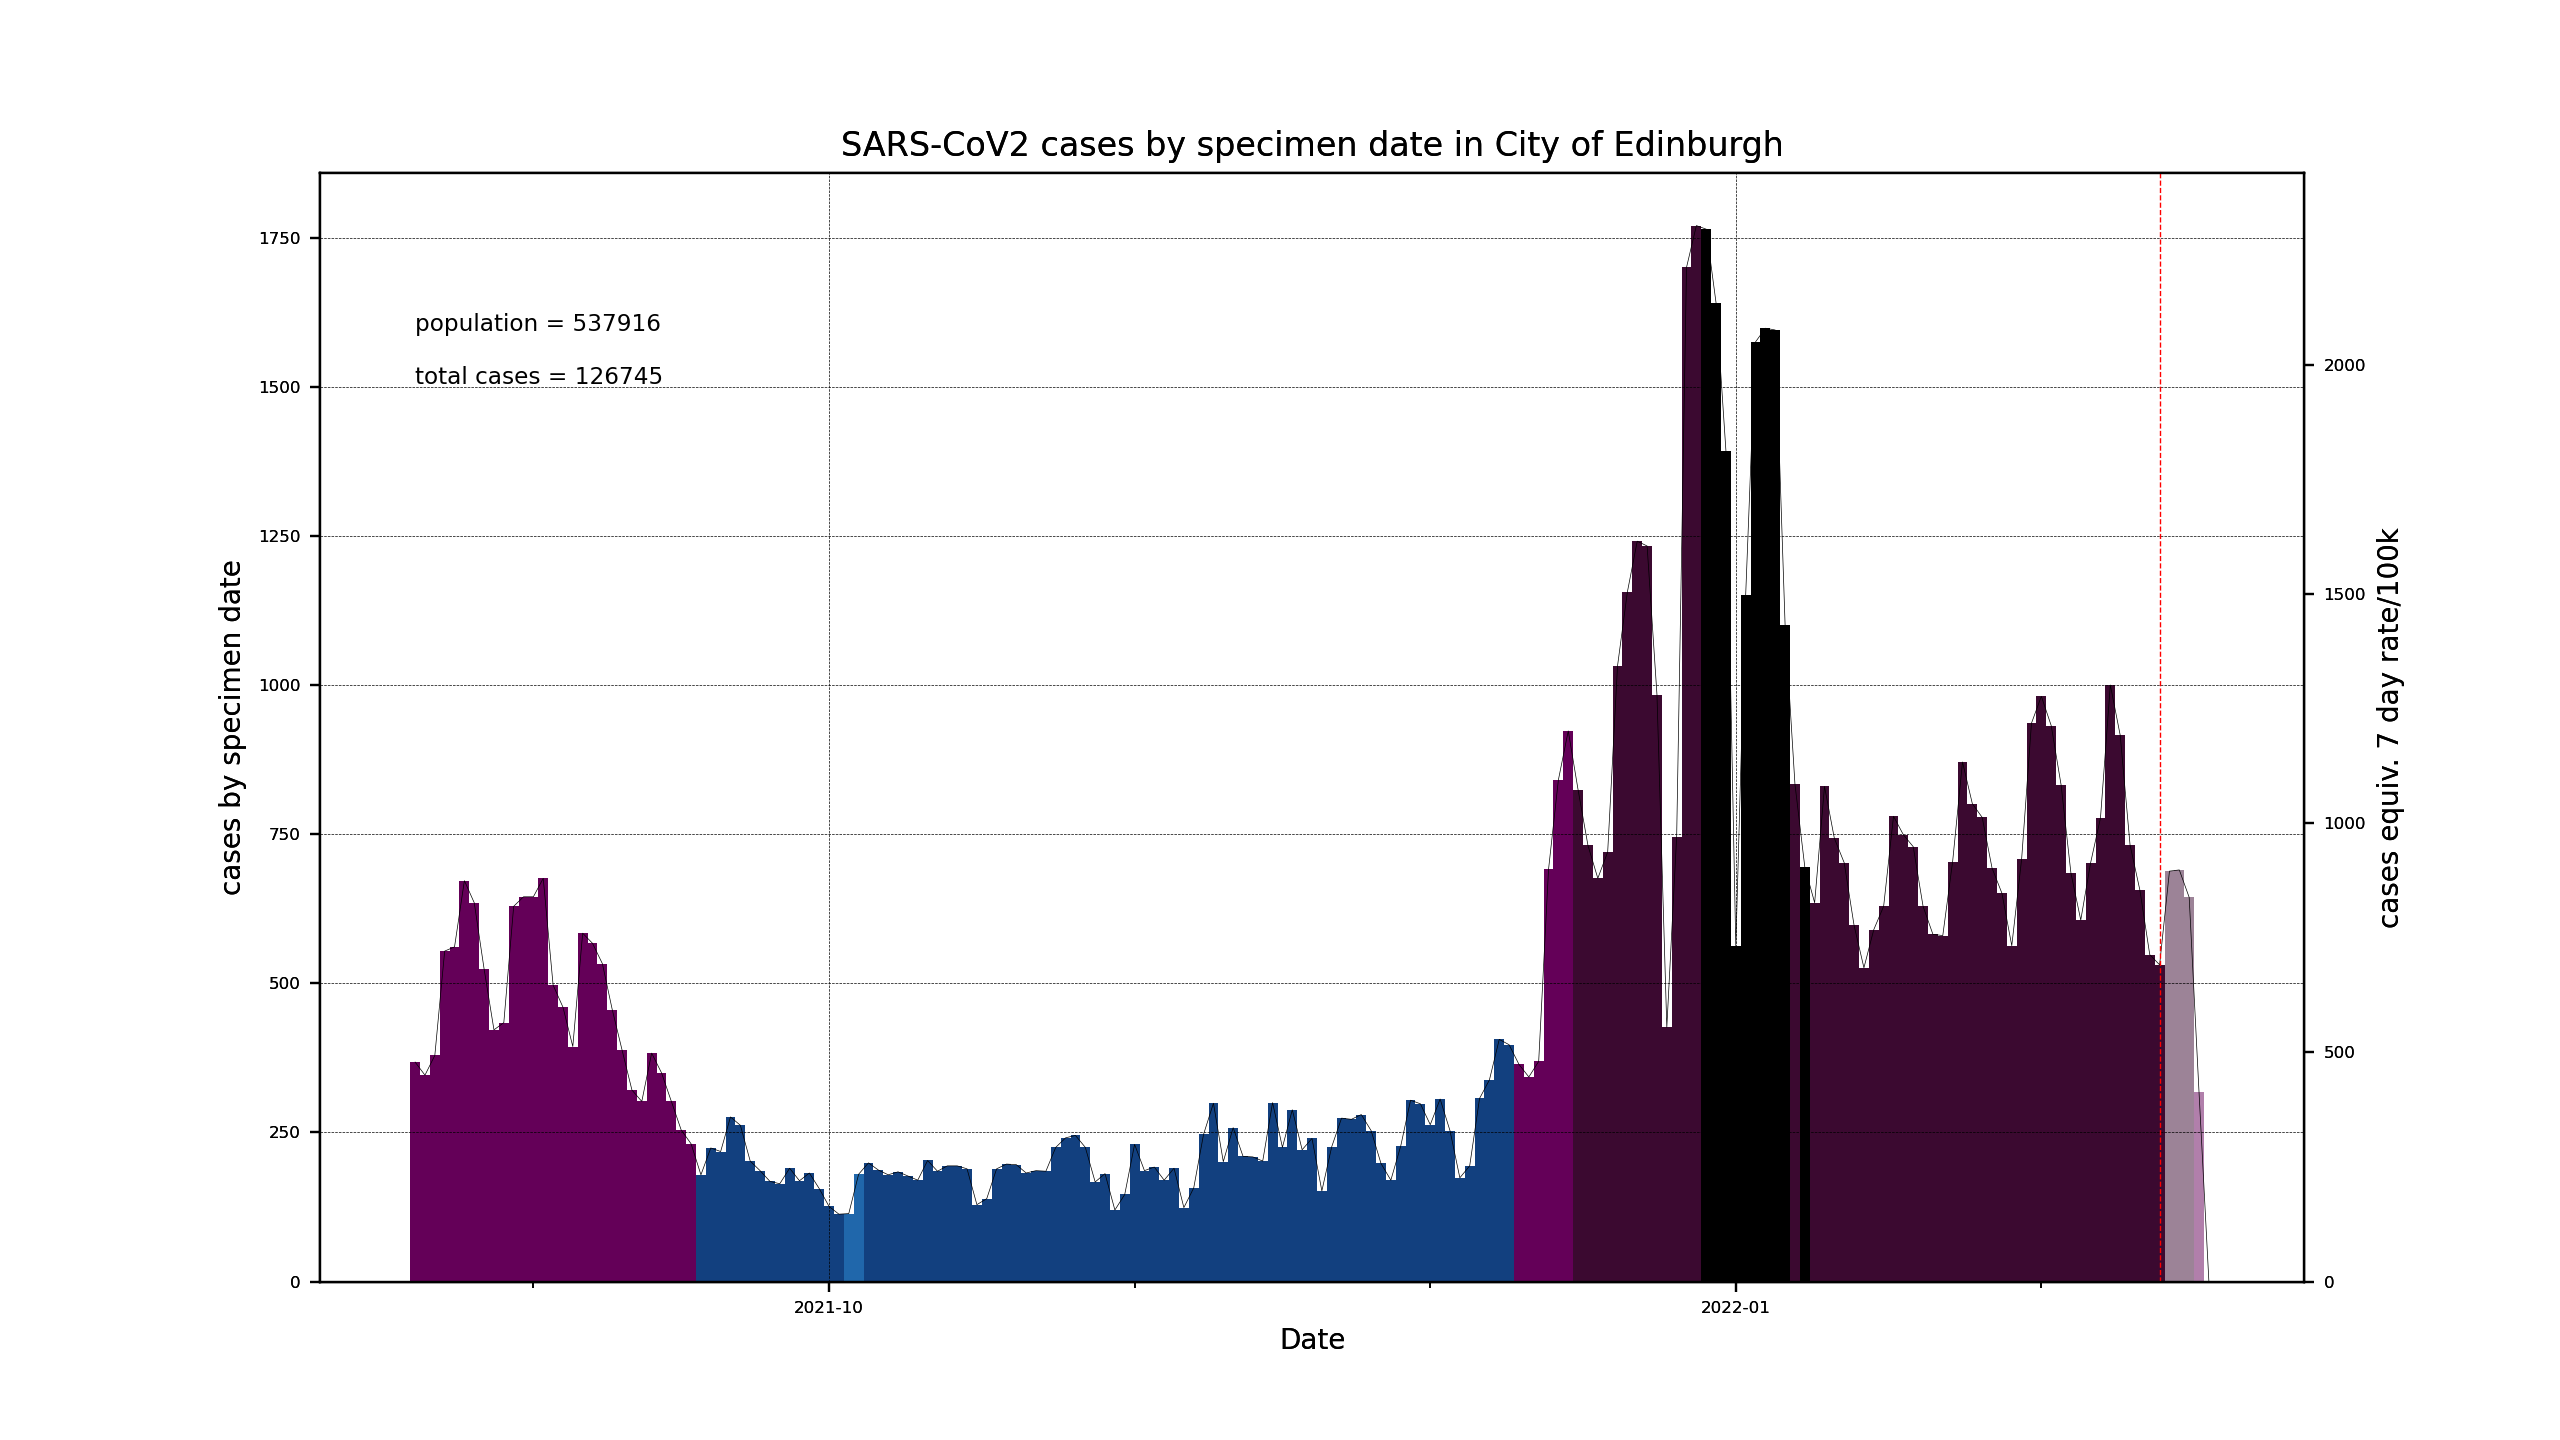 SARS-CoV2 cases by specimen date in City of Edinburgh
population = 537916
total cases = 126745
cases by specimen date
1750
1500
1250
1000
750
500
250
0
2000
1500
1000
500
0
cases equiv. 7 day rate/100k
2021-10
2022-01
Date